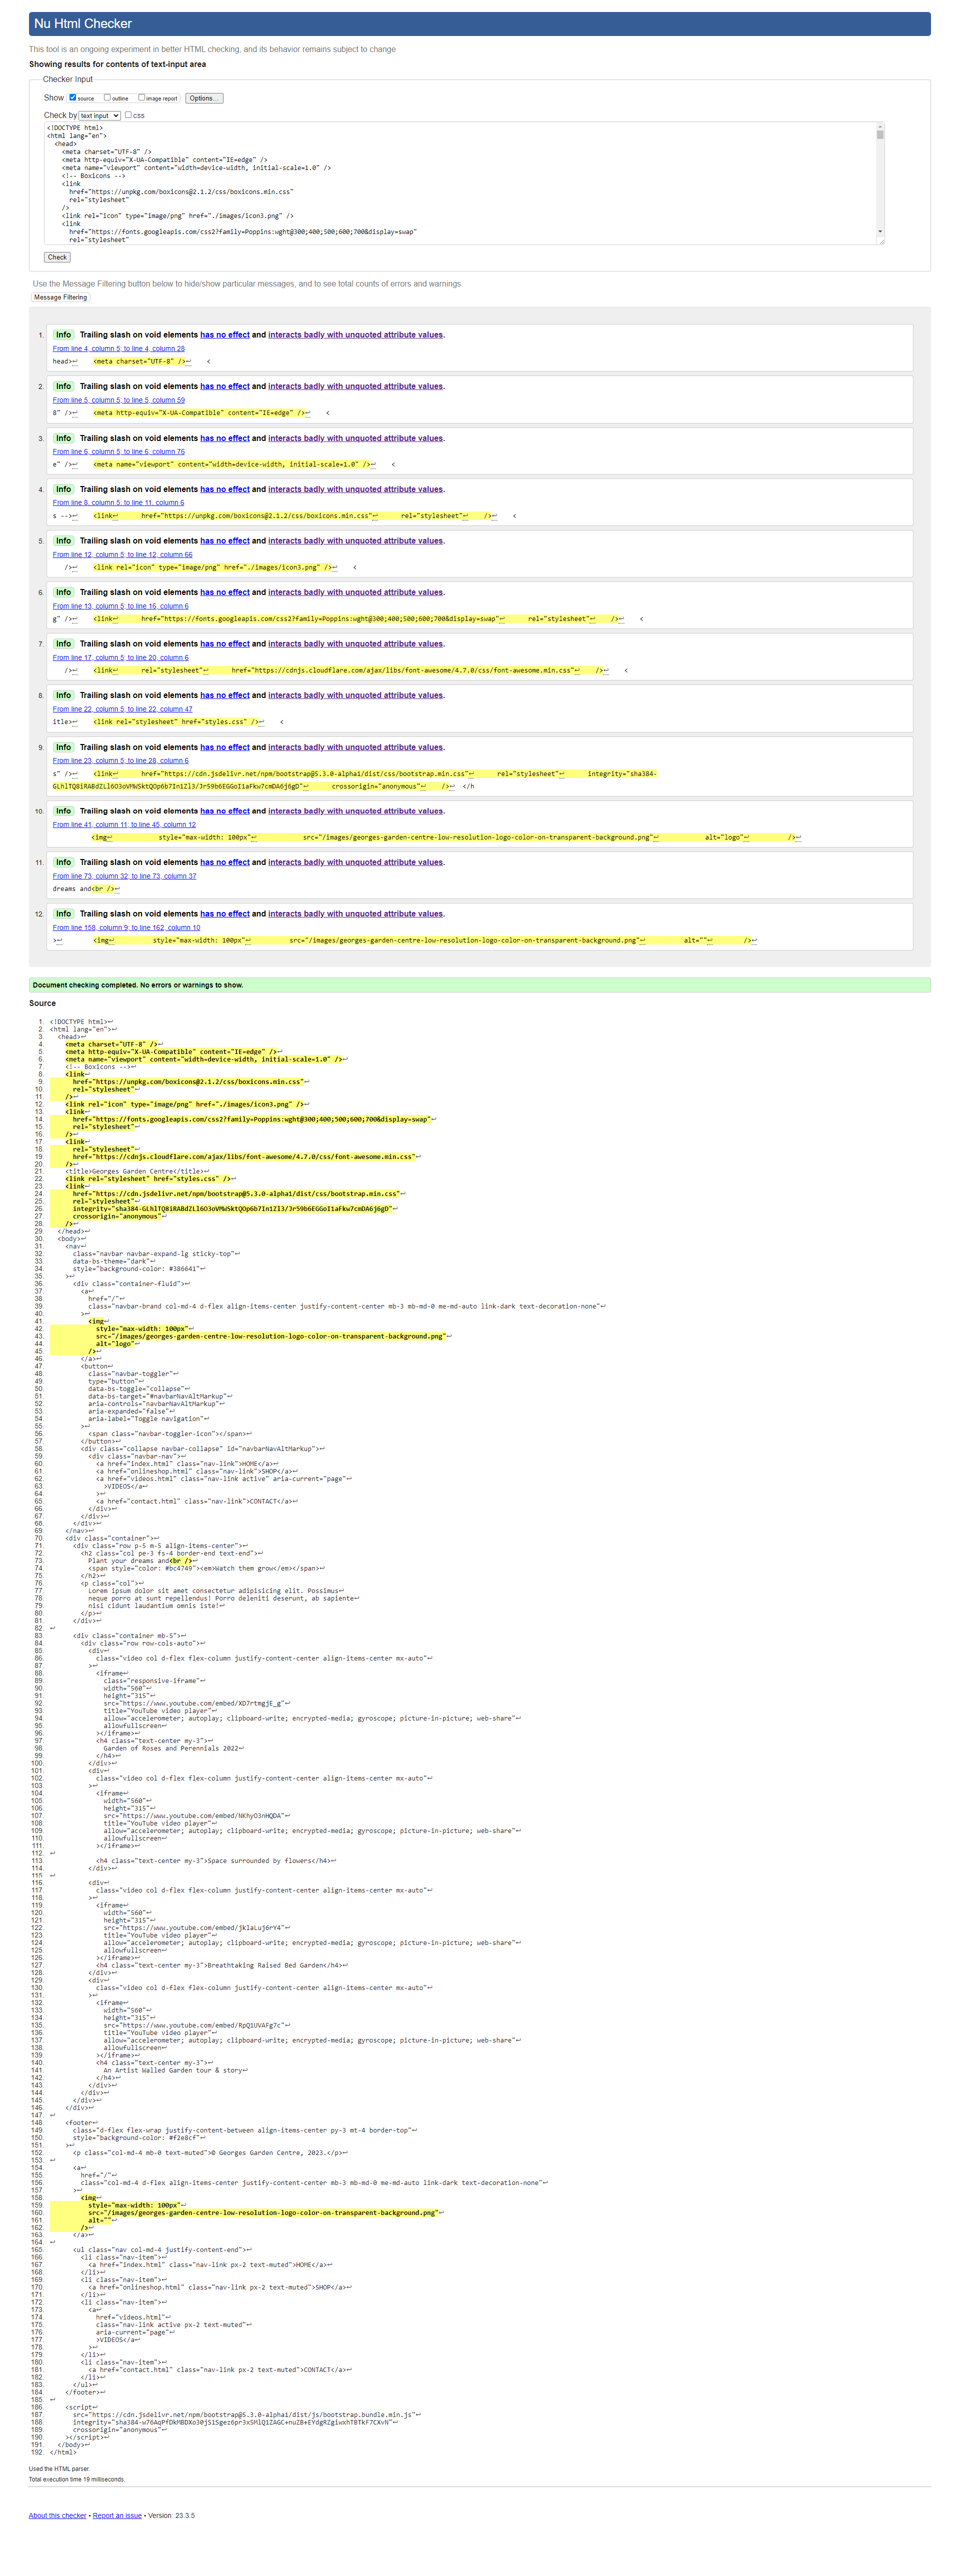 Nu Html Checker
This tool is an ongoing experiment in better HTML checking, and its behavior remains subject to change
Showing results for contents of text-input area
Checker Input
Show source outline image report Options...
Check by text input css
<!DOCTYPE html>
<html lang="en">
<head>
<meta charset="UTF-8" />
<meta http-equiv="X-UA-Compatible" content="IE=edge" />
<meta name="viewport" content="width=device-width, initial-scale=1.0" />
<!-- Boxicons -->
<link
href="https://unpkg.com/boxicons@2.1.2/css/boxicons.min.css"
rel="stylesheet"
/>
<link rel="icon" type="image/png" href="./images/icon3.png" />
<link
href="https://fonts.googleapis.com/css2?family=Poppins:wght@300;400;500;600;700&display=swap"
rel="stylesheet"
Check
Use the Message Filtering button below to hide/show particular messages, and to see total counts of errors and warnings.
Message Filtering
1. Info Trailing slash on void elements has no effect and interacts badly with unquoted attribute values.
From line 4, column 5; to line 4, column 28
head>↩ <meta charset="UTF-8" />↩ <
2. Info Trailing slash on void elements has no effect and interacts badly with unquoted attribute values.
From line 5, column 5; to line 5, column 59
8" />↩ <meta http-equiv="X-UA-Compatible" content="IE=edge" />↩ <
3. Info Trailing slash on void elements has no effect and interacts badly with unquoted attribute values.
From line 6, column 5; to line 6, column 76
e" />↩ <meta name="viewport" content="width=device-width, initial-scale=1.0" />↩ <
4. Info Trailing slash on void elements has no effect and interacts badly with unquoted attribute values.
From line 8, column 5; to line 11, column 6
s -->↩ <link↩ href="https://unpkg.com/boxicons@2.1.2/css/boxicons.min.css"↩ rel="stylesheet"↩ />↩ <
5. Info Trailing slash on void elements has no effect and interacts badly with unquoted attribute values.
From line 12, column 5; to line 12, column 66
/>↩ <link rel="icon" type="image/png" href="./images/icon3.png" />↩ <
6. Info Trailing slash on void elements has no effect and interacts badly with unquoted attribute values.
From line 13, column 5; to line 16, column 6
g" />↩ <link↩ href="https://fonts.googleapis.com/css2?family=Poppins:wght@300;400;500;600;700&display=swap"↩ rel="stylesheet"↩ />↩ <
7. Info Trailing slash on void elements has no effect and interacts badly with unquoted attribute values.
From line 17, column 5; to line 20, column 6
/>↩ <link↩ rel="stylesheet"↩ href="https://cdnjs.cloudflare.com/ajax/libs/font-awesome/4.7.0/css/font-awesome.min.css"↩ />↩ <
8. Info Trailing slash on void elements has no effect and interacts badly with unquoted attribute values.
From line 22, column 5; to line 22, column 47
itle>↩ <link rel="stylesheet" href="styles.css" />↩ <
9. Info Trailing slash on void elements has no effect and interacts badly with unquoted attribute values.
From line 23, column 5; to line 28, column 6
s" />↩ <link↩ href="https://cdn.jsdelivr.net/npm/bootstrap@5.3.0-alpha1/dist/css/bootstrap.min.css"↩ rel="stylesheet"↩ integrity="sha384-
GLhlTQ8iRABdZLl6O3oVMWSktQOp6b7In1Zl3/Jr59b6EGGoI1aFkw7cmDA6j6gD"↩ crossorigin="anonymous"↩ />↩ </h
10. Info Trailing slash on void elements has no effect and interacts badly with unquoted attribute values.
From line 41, column 11; to line 45, column 12
<img↩ style="max-width: 100px"↩ src="/images/georges-garden-centre-low-resolution-logo-color-on-transparent-background.png"↩ alt="logo"↩ />↩
11. Info Trailing slash on void elements has no effect and interacts badly with unquoted attribute values.
From line 73, column 32; to line 73, column 37
dreams and<br />↩
12. Info Trailing slash on void elements has no effect and interacts badly with unquoted attribute values.
From line 158, column 9; to line 162, column 10
>↩ <img↩ style="max-width: 100px"↩ src="/images/georges-garden-centre-low-resolution-logo-color-on-transparent-background.png"↩ alt=""↩ />↩
Document checking completed. No errors or warnings to show.
Source
1. <!DOCTYPE html>↩
2. <html lang="en">↩
3. <head>↩
4. <meta charset="UTF-8" />↩
5. <meta http-equiv="X-UA-Compatible" content="IE=edge" />↩
6. <meta name="viewport" content="width=device-width, initial-scale=1.0" />↩
7. <!-- Boxicons -->↩
8. <link↩
9. href="https://unpkg.com/boxicons@2.1.2/css/boxicons.min.css"↩
10. rel="stylesheet"↩
11. />↩
12. <link rel="icon" type="image/png" href="./images/icon3.png" />↩
13. <link↩
14. href="https://fonts.googleapis.com/css2?family=Poppins:wght@300;400;500;600;700&display=swap"↩
15. rel="stylesheet"↩
16. />↩
17. <link↩
18. rel="stylesheet"↩
19. href="https://cdnjs.cloudflare.com/ajax/libs/font-awesome/4.7.0/css/font-awesome.min.css"↩
20. />↩
21. <title>Georges Garden Centre</title>↩
22. <link rel="stylesheet" href="styles.css" />↩
23. <link↩
24. href="https://cdn.jsdelivr.net/npm/bootstrap@5.3.0-alpha1/dist/css/bootstrap.min.css"↩
25. rel="stylesheet"↩
26. integrity="sha384-GLhlTQ8iRABdZLl6O3oVMWSktQOp6b7In1Zl3/Jr59b6EGGoI1aFkw7cmDA6j6gD"↩
27. crossorigin="anonymous"↩
28. />↩
29. </head>↩
30. <body>↩
31. <nav↩
32. class="navbar navbar-expand-lg sticky-top"↩
33. data-bs-theme="dark"↩
34. style="background-color: #386641"↩
35. >↩
36. <div class="container-fluid">↩
37. <a↩
38. href="/"↩
39. class="navbar-brand col-md-4 d-flex align-items-center justify-content-center mb-3 mb-md-0 me-md-auto link-dark text-decoration-none"↩
40. >↩
41. <img↩
42. style="max-width: 100px"↩
43. src="/images/georges-garden-centre-low-resolution-logo-color-on-transparent-background.png"↩
44. alt="logo"↩
45. />↩
46. </a>↩
47. <button↩
48. class="navbar-toggler"↩
49. type="button"↩
50. data-bs-toggle="collapse"↩
51. data-bs-target="#navbarNavAltMarkup"↩
52. aria-controls="navbarNavAltMarkup"↩
53. aria-expanded="false"↩
54. aria-label="Toggle navigation"↩
55. >↩
56. <span class="navbar-toggler-icon"></span>↩
57. </button>↩
58. <div class="collapse navbar-collapse" id="navbarNavAltMarkup">↩
59. <div class="navbar-nav">↩
60. <a href="index.html" class="nav-link">HOME</a>↩
61. <a href="onlineshop.html" class="nav-link">SHOP</a>↩
62. <a href="videos.html" class="nav-link active" aria-current="page"↩
63. >VIDEOS</a↩
64. >↩
65. <a href="contact.html" class="nav-link">CONTACT</a>↩
66. </div>↩
67. </div>↩
68. </div>↩
69. </nav>↩
70. <div class="container">↩
71. <div class="row p-5 m-5 align-items-center">↩
72. <h2 class="col pe-3 fs-4 border-end text-end">↩
73. Plant your dreams and<br />↩
74. <span style="color: #bc4749"><em>Watch them grow</em></span>↩
75. </h2>↩
76. <p class="col">↩
77. Lorem ipsum dolor sit amet consectetur adipisicing elit. Possimus↩
78. neque porro at sunt repellendus! Porro deleniti deserunt, ab sapiente↩
79. nisi cidunt laudantium omnis iste!↩
80. </p>↩
81. </div>↩
82. ↩
83. <div class="container mb-5">↩
84. <div class="row row-cols-auto">↩
85. <div↩
86. class="video col d-flex flex-column justify-content-center align-items-center mx-auto"↩
87. >↩
88. <iframe↩
89. class="responsive-iframe"↩
90. width="560"↩
91. height="315"↩
92. src="https://www.youtube.com/embed/XD7rtmgjE_g"↩
93. title="YouTube video player"↩
94. allow="accelerometer; autoplay; clipboard-write; encrypted-media; gyroscope; picture-in-picture; web-share"↩
95. allowfullscreen↩
96. ></iframe>↩
97. <h4 class="text-center my-3">↩
98. Garden of Roses and Perennials 2022↩
99. </h4>↩
100. </div>↩
101. <div↩
102. class="video col d-flex flex-column justify-content-center align-items-center mx-auto"↩
103. >↩
104. <iframe↩
105. width="560"↩
106. height="315"↩
107. src="https://www.youtube.com/embed/NKhyO3nHQDA"↩
108. title="YouTube video player"↩
109. allow="accelerometer; autoplay; clipboard-write; encrypted-media; gyroscope; picture-in-picture; web-share"↩
110. allowfullscreen↩
111. ></iframe>↩
112. ↩
113. <h4 class="text-center my-3">Space surrounded by flowers</h4>↩
114. </div>↩
115. ↩
116. <div↩
117. class="video col d-flex flex-column justify-content-center align-items-center mx-auto"↩
118. >↩
119. <iframe↩
120. width="560"↩
121. height="315"↩
122. src="https://www.youtube.com/embed/jklaLuj6rY4"↩
123. title="YouTube video player"↩
124. allow="accelerometer; autoplay; clipboard-write; encrypted-media; gyroscope; picture-in-picture; web-share"↩
125. allowfullscreen↩
126. ></iframe>↩
127. <h4 class="text-center my-3">Breathtaking Raised Bed Garden</h4>↩
128. </div>↩
129. <div↩
130. class="video col d-flex flex-column justify-content-center align-items-center mx-auto"↩
131. >↩
132. <iframe↩
133. width="560"↩
134. height="315"↩
135. src="https://www.youtube.com/embed/RpQ1UVAFg7c"↩
136. title="YouTube video player"↩
137. allow="accelerometer; autoplay; clipboard-write; encrypted-media; gyroscope; picture-in-picture; web-share"↩
138. allowfullscreen↩
139. ></iframe>↩
140. <h4 class="text-center my-3">↩
141. An Artist Walled Garden tour & story↩
142. </h4>↩
143. </div>↩
144. </div>↩
145. </div>↩
146. </div>↩
147. ↩
148. <footer↩
149. class="d-flex flex-wrap justify-content-between align-items-center py-3 mt-4 border-top"↩
150. style="background-color: #f2e8cf"↩
151. >↩
152. <p class="col-md-4 mb-0 text-muted">© Georges Garden Centre, 2023.</p>↩
153. ↩
154. <a↩
155. href="/"↩
156. class="col-md-4 d-flex align-items-center justify-content-center mb-3 mb-md-0 me-md-auto link-dark text-decoration-none"↩
157. >↩
158. <img↩
159. style="max-width: 100px"↩
160. src="/images/georges-garden-centre-low-resolution-logo-color-on-transparent-background.png"↩
161. alt=""↩
162. />↩
163. </a>↩
164. ↩
165. <ul class="nav col-md-4 justify-content-end">↩
166. <li class="nav-item">↩
167. <a href="index.html" class="nav-link px-2 text-muted">HOME</a>↩
168. </li>↩
169. <li class="nav-item">↩
170. <a href="onlineshop.html" class="nav-link px-2 text-muted">SHOP</a>↩
171. </li>↩
172. <li class="nav-item">↩
173. <a↩
174. href="videos.html"↩
175. class="nav-link active px-2 text-muted"↩
176. aria-current="page"↩
177. >VIDEOS</a↩
178. >↩
179. </li>↩
180. <li class="nav-item">↩
181. <a href="contact.html" class="nav-link px-2 text-muted">CONTACT</a>↩
182. </li>↩
183. </ul>↩
184. </footer>↩
185. ↩
186. <script↩
187. src="https://cdn.jsdelivr.net/npm/bootstrap@5.3.0-alpha1/dist/js/bootstrap.bundle.min.js"↩
188. integrity="sha384-w76AqPfDkMBDXo30jS1Sgez6pr3x5MlQ1ZAGC+nuZB+EYdgRZgiwxhTBTkF7CXvN"↩
189. crossorigin="anonymous"↩
190. ></script>↩
191. </body>↩
192. </html>
Used the HTML parser.
Total execution time 19 milliseconds.
About this checker • Report an issue • Version: 23.3.5